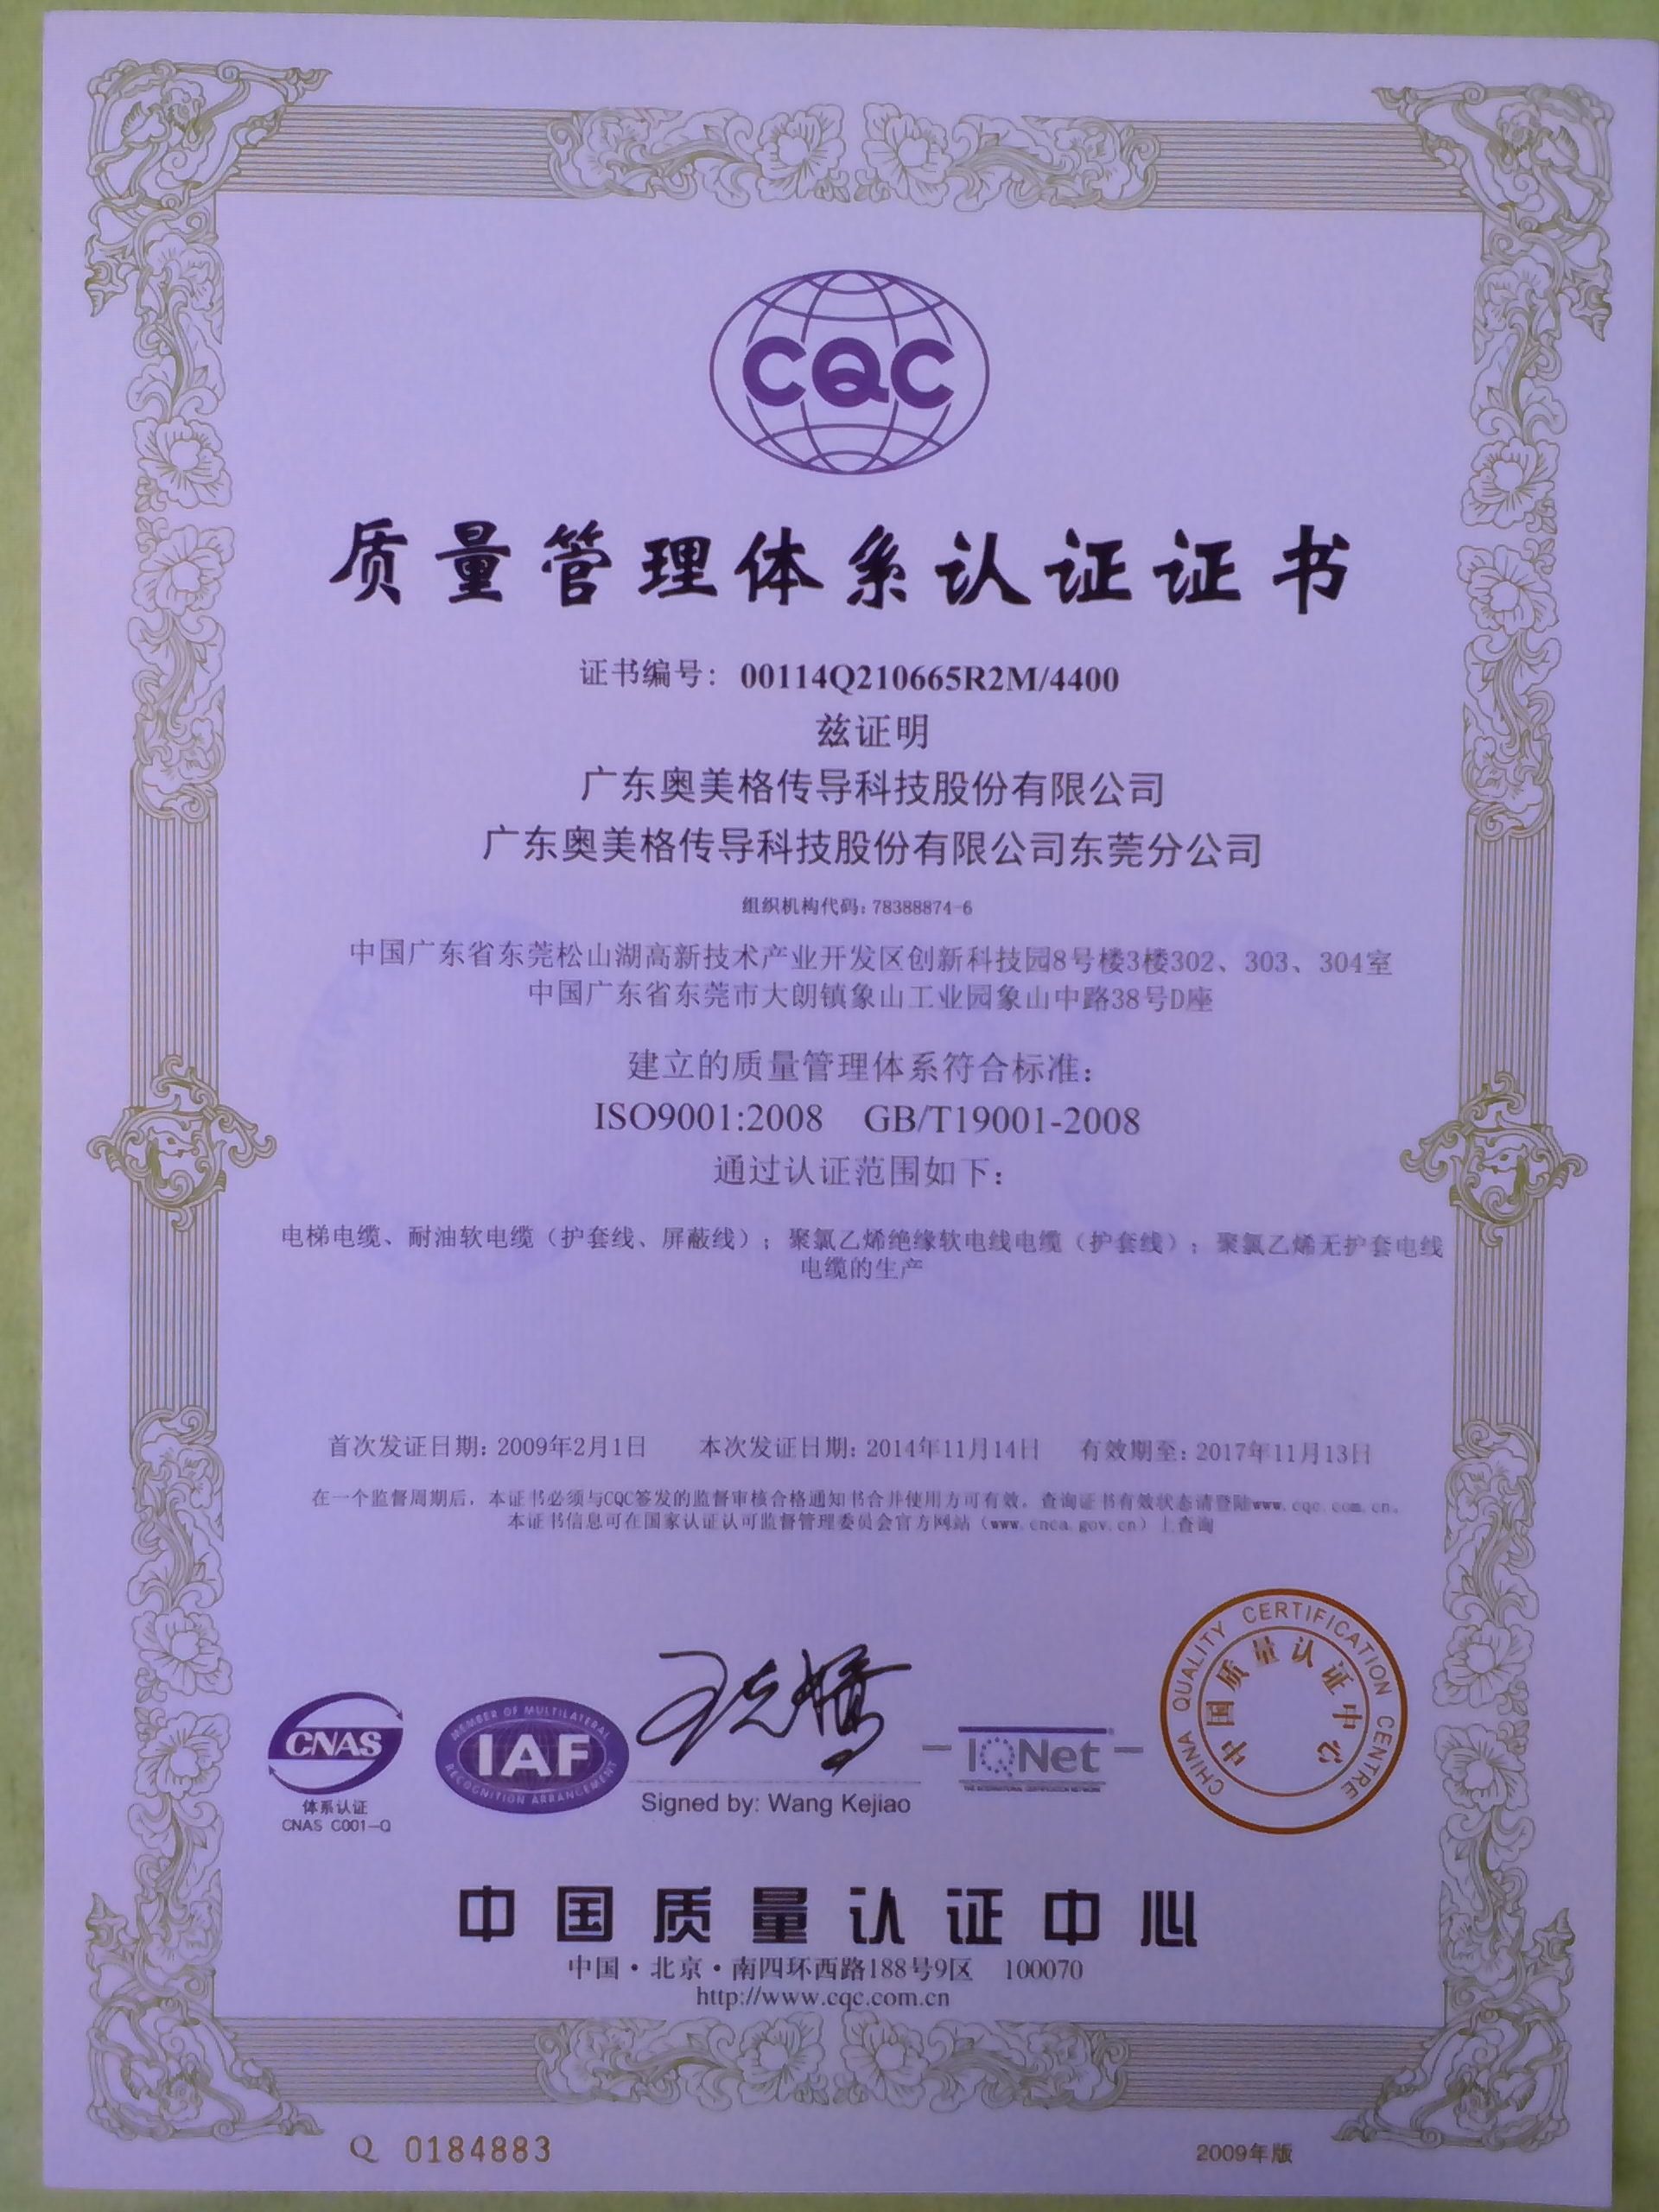 CQC
质量管理体系认证证书
证书编号：00114Q210665R2M/4400
兹证明
广东奥美格传导科技股份有限公司
广东奥美格传导科技股份有限公司东莞分公司
组织机构代码：78388874-6
中国广东省东莞松山湖高新技术产业开发区创新科技园8号楼3楼302、303、304室
中国广东省东莞市大朗镇象山工业园象山中路38号D座
建立的质量管理体系符合标准：
ISO9001:2008 GB/T19001-2008
通过认证范围如下：
电梯电缆、耐油软电缆（护套线、屏蔽线）；聚氯乙烯绝缘软电线电缆（护套线）；聚氯乙烯无护套电线
电缆的生产
首次发证日期：2009年2月1日 本次发证日期：2014年11月14日 有效期至：2017年11月13日
在一个监督周期后，本证书必须与CQC签发的监督审核合格通知书合并使用方可有效。查询证书有效状态请登陆www.cqc.com.cn。
本证书信息可在国家认证认可监督管理委员会官方网站（www.cnca.gov.cn）上查询
CNAS
体系认证
CNAS C001-Q
MEMBER OF MULTILATERAL
IAF
RECOGNITION ARRANGEMENT
王克娇
Signed by: Wang Kejiao
IQNet
THE INTERNATIONAL CERTIFICATION NETWORK
CHINA QUALITY CERTIFICATION CENTRE
中国质量认证中心
中国质量认证中心
中国·北京·南四环西路188号9区 100070
http://www.cqc.com.cn
Q 0184883
2009年版